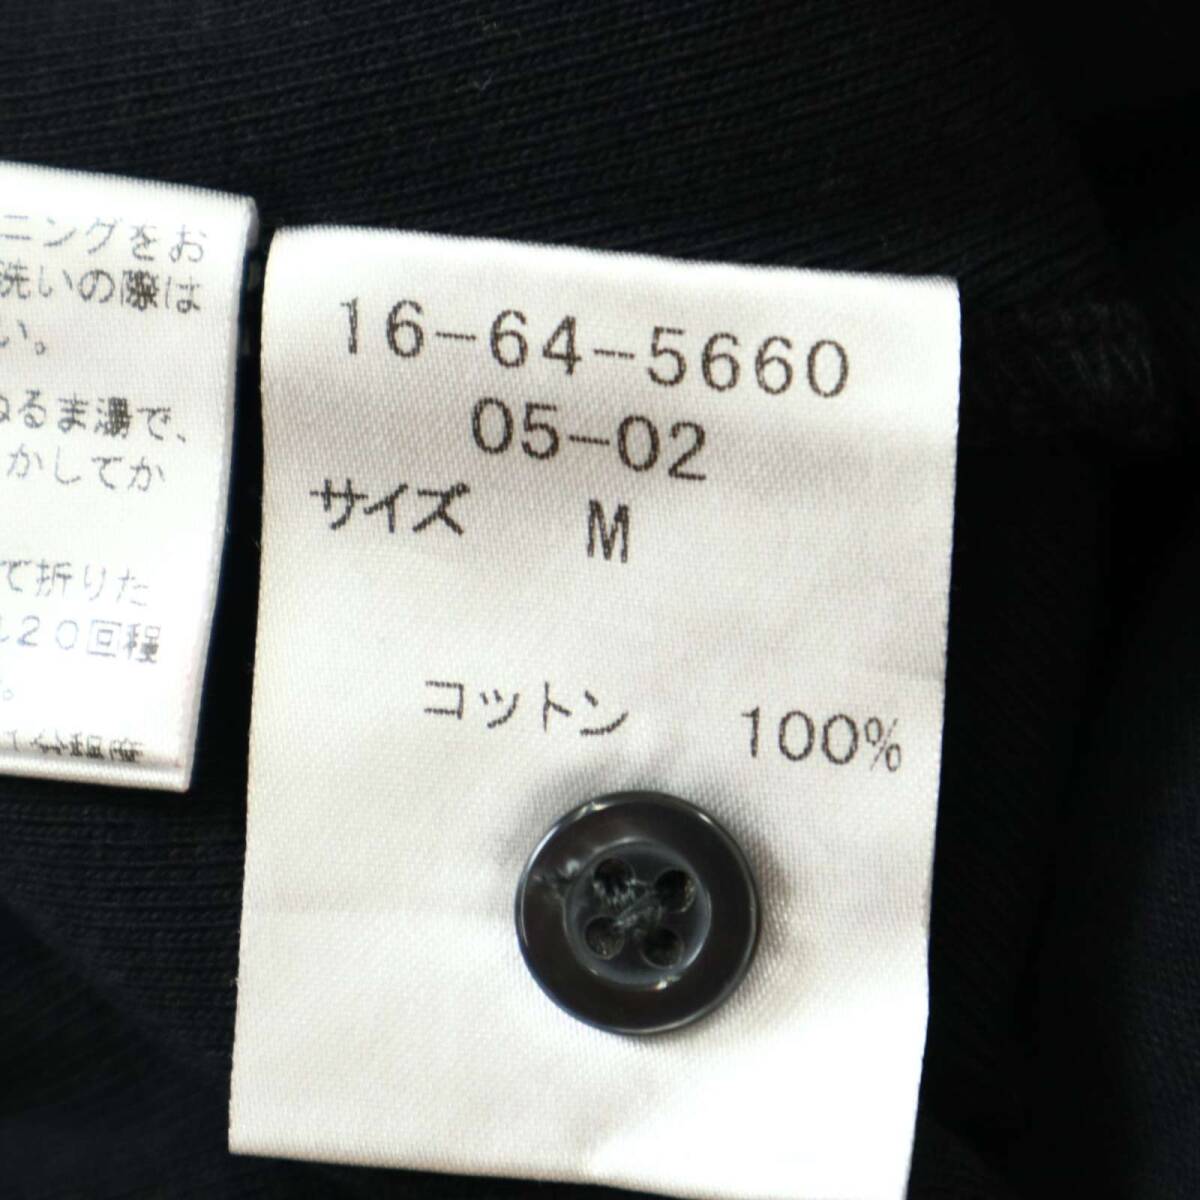 ニングをお
洗いの際は
い。
ぬるま湯で、
かしてか
て折りた
20回程
。
16-64-5660
05-02
サイズ M
コットン 100%